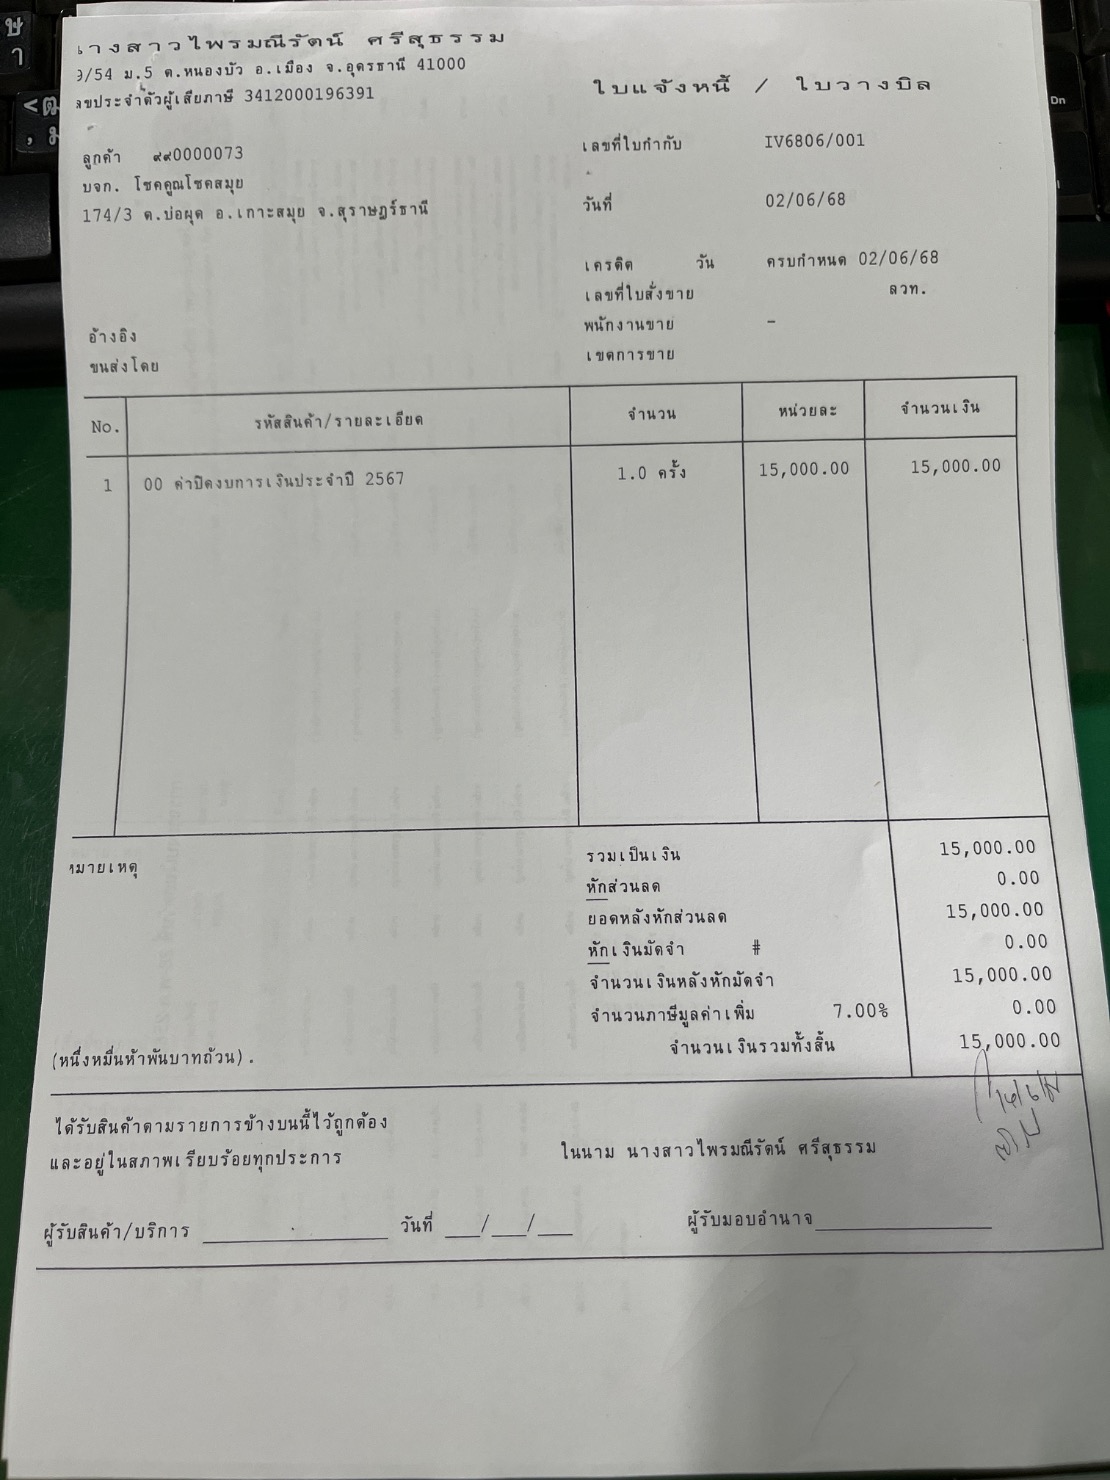 นางสาวไพรมณีรัตน์ ศรีสุธรรม
9/54 ม.5 ต.หนองบัว อ.เมือง จ.อุดรธานี 41000
ลขประจำตัวผู้เสียภาษี 3412000196391
ใบแจ้งหนี้ / ใบวางบิล
ลูกค้า ๙๙0000073
เลขที่ใบกำกับ IV6806/001
บจก. โชคคูณโชคสมุย
174/3 ต.บ่อผุด อ.เกาะสมุย จ.สุราษฎร์ธานี
วันที่ 02/06/68
เครดิต วัน ครบกำหนด 02/06/68
เลขที่ใบสั่งขาย ลวท.
อ้างอิง
พนักงานขาย -
ขนส่งโดย
เขตการขาย
No. รหัสสินค้า/รายละเอียด จำนวน หน่วยละ จำนวนเงิน
1 00 ค่าปิดงบการเงินประจำปี 2567 1.0 ครั้ง 15,000.00 15,000.00
หมายเหตุ
รวมเป็นเงิน 15,000.00
หักส่วนลด 0.00
ยอดหลังหักส่วนลด 15,000.00
หักเงินมัดจำ # 0.00
จำนวนเงินหลังหักมัดจำ 15,000.00
จำนวนภาษีมูลค่าเพิ่ม 7.00% 0.00
(หนึ่งหมื่นห้าพันบาทถ้วน). จำนวนเงินรวมทั้งสิ้น 15,000.00
ได้รับสินค้าตามรายการข้างบนนี้ไว้ถูกต้อง
และอยู่ในสภาพเรียบร้อยทุกประการ
ในนาม นางสาวไพรมณีรัตน์ ศรีสุธรรม
ผู้รับสินค้า/บริการ วันที่ __/__/__ ผู้รับมอบอำนาจ